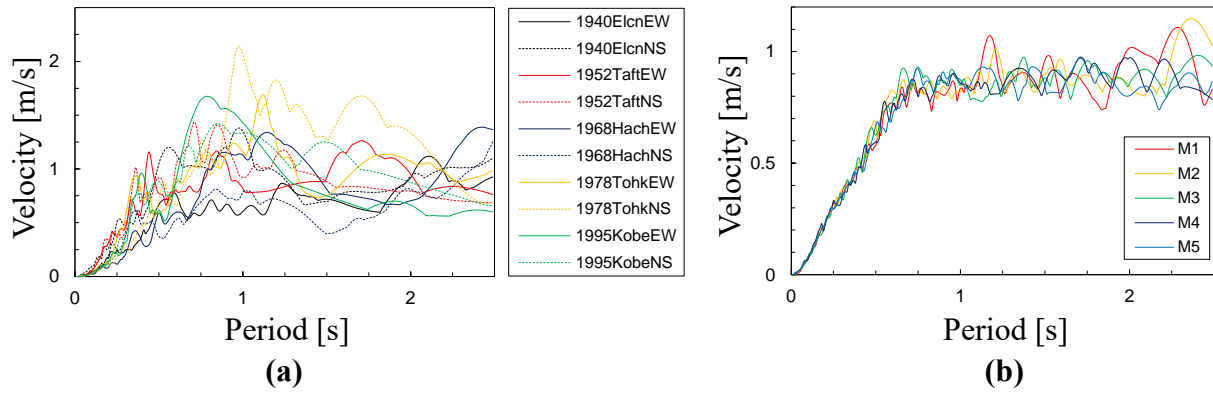 Velocity [m/s]
2
1
0
0
1
2
Period [s]
(a)
1940ElcnEW
1940ElcnNS
1952TaftEW
1952TaftNS
1968HachEW
1968HachNS
1978TohkEW
1978TohkNS
1995KobeEW
1995KobeNS
Velocity [m/s]
1
0.5
0
0
1
2
Period [s]
(b)
M1
M2
M3
M4
M5